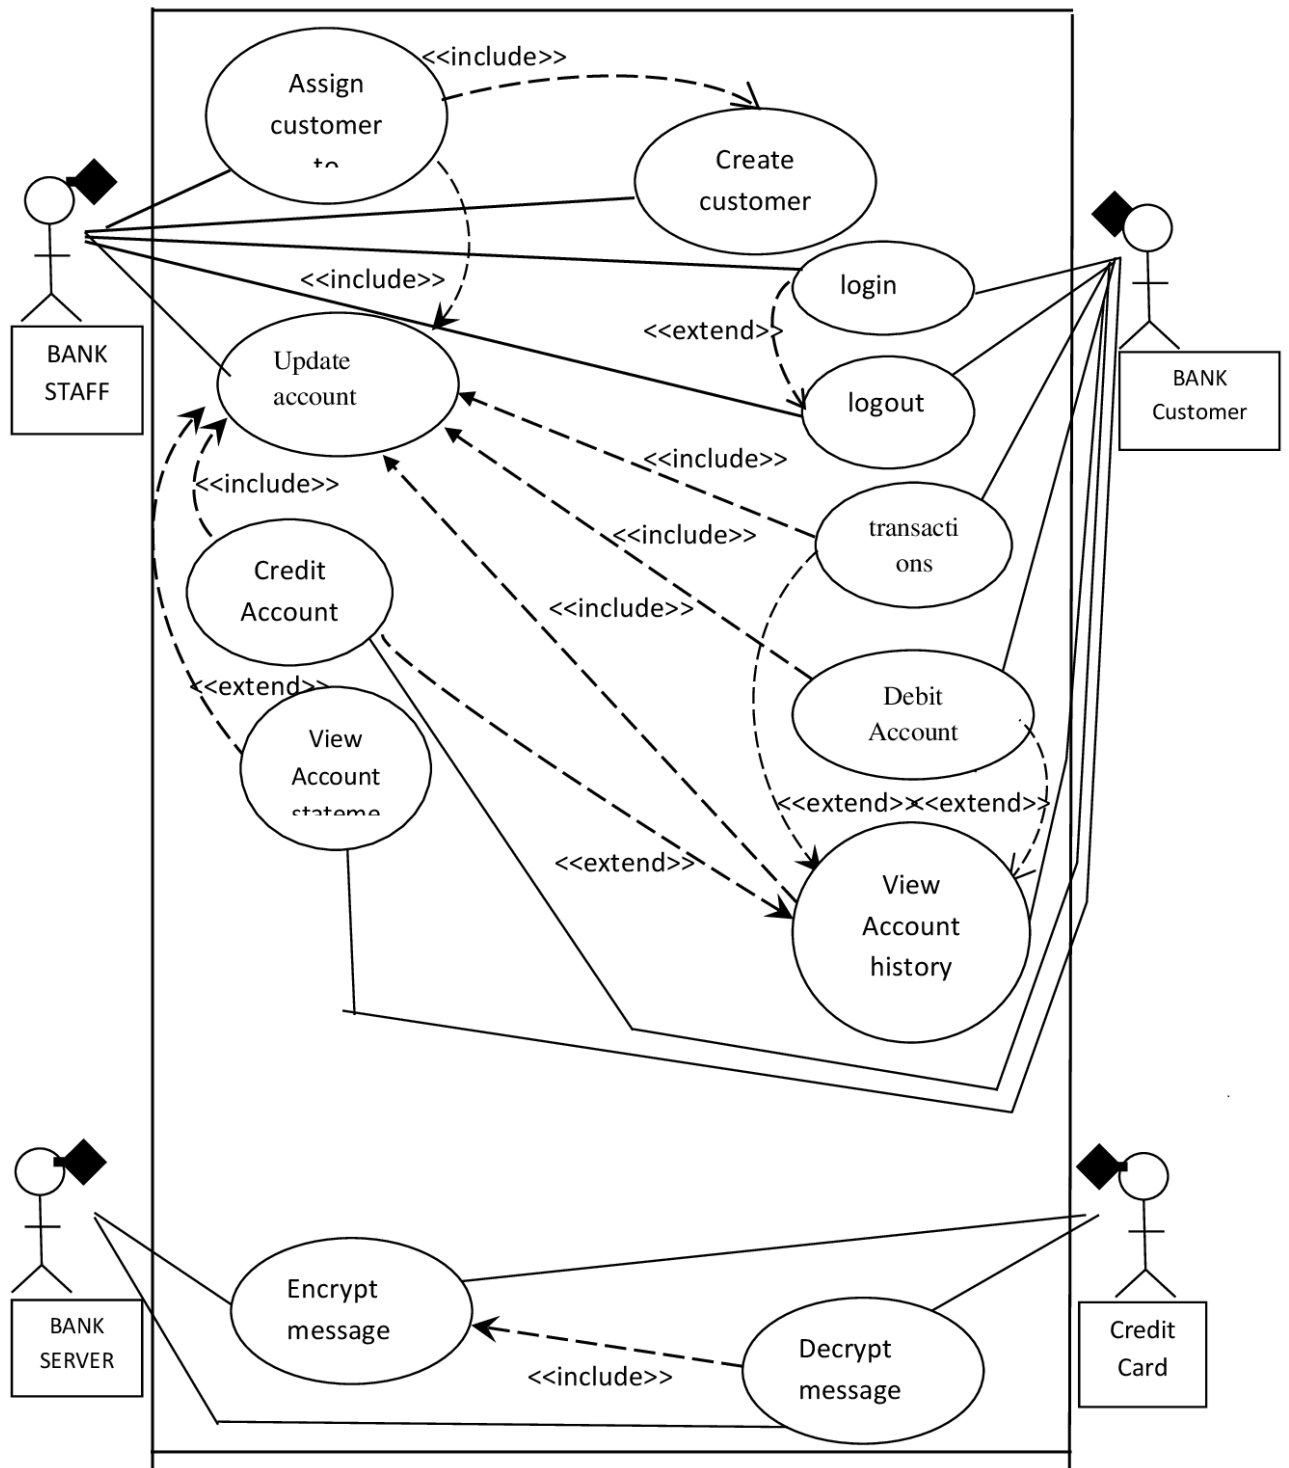 <<include>>
Assign
customer
to
Create
customer
<<include>>
login
<<extend>>
BANK
STAFF
Update
account
logout
BANK
Customer
<<include>>
<<include>>
transacti
ons
<<include>>
Credit
Account
<<include>>
<<extend>>
Debit
Account
View
Account
stateme
<<extend>>
<<extend>>
<<extend>>
View
Account
history
Encrypt
message
BANK
SERVER
Credit
Card
Decrypt
message
<<include>>